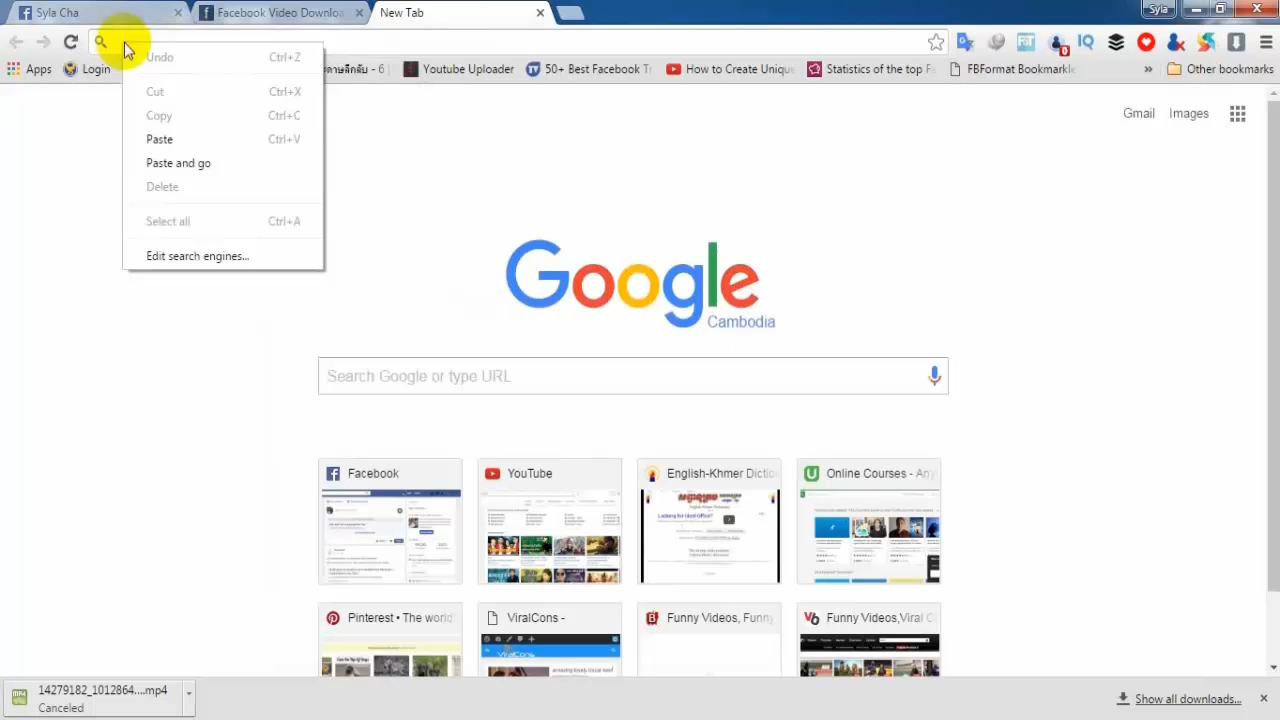 Syla Cha
Facebook Video Downloa
New Tab
Syla
Apps
Login
- 6
Youtube Uploader
50+ Best Facebook T
How to Create Unique
Statistics of the top F
FBFormat Bookmarkle
»
Other bookmarks
Undo Ctrl+Z
Cut Ctrl+X
Copy Ctrl+C
Paste Ctrl+V
Paste and go
Delete
Select all Ctrl+A
Edit search engines...
Gmail Images
Google
Cambodia
Search Google or type URL
Facebook
YouTube
English-Khmer Dictio
Online Courses - Any
Pinterest • The world
ViralCons -
Funny Videos, Funny
Funny Videos,Viral C
14279182_1012864....mp4
Canceled
Show all downloads...